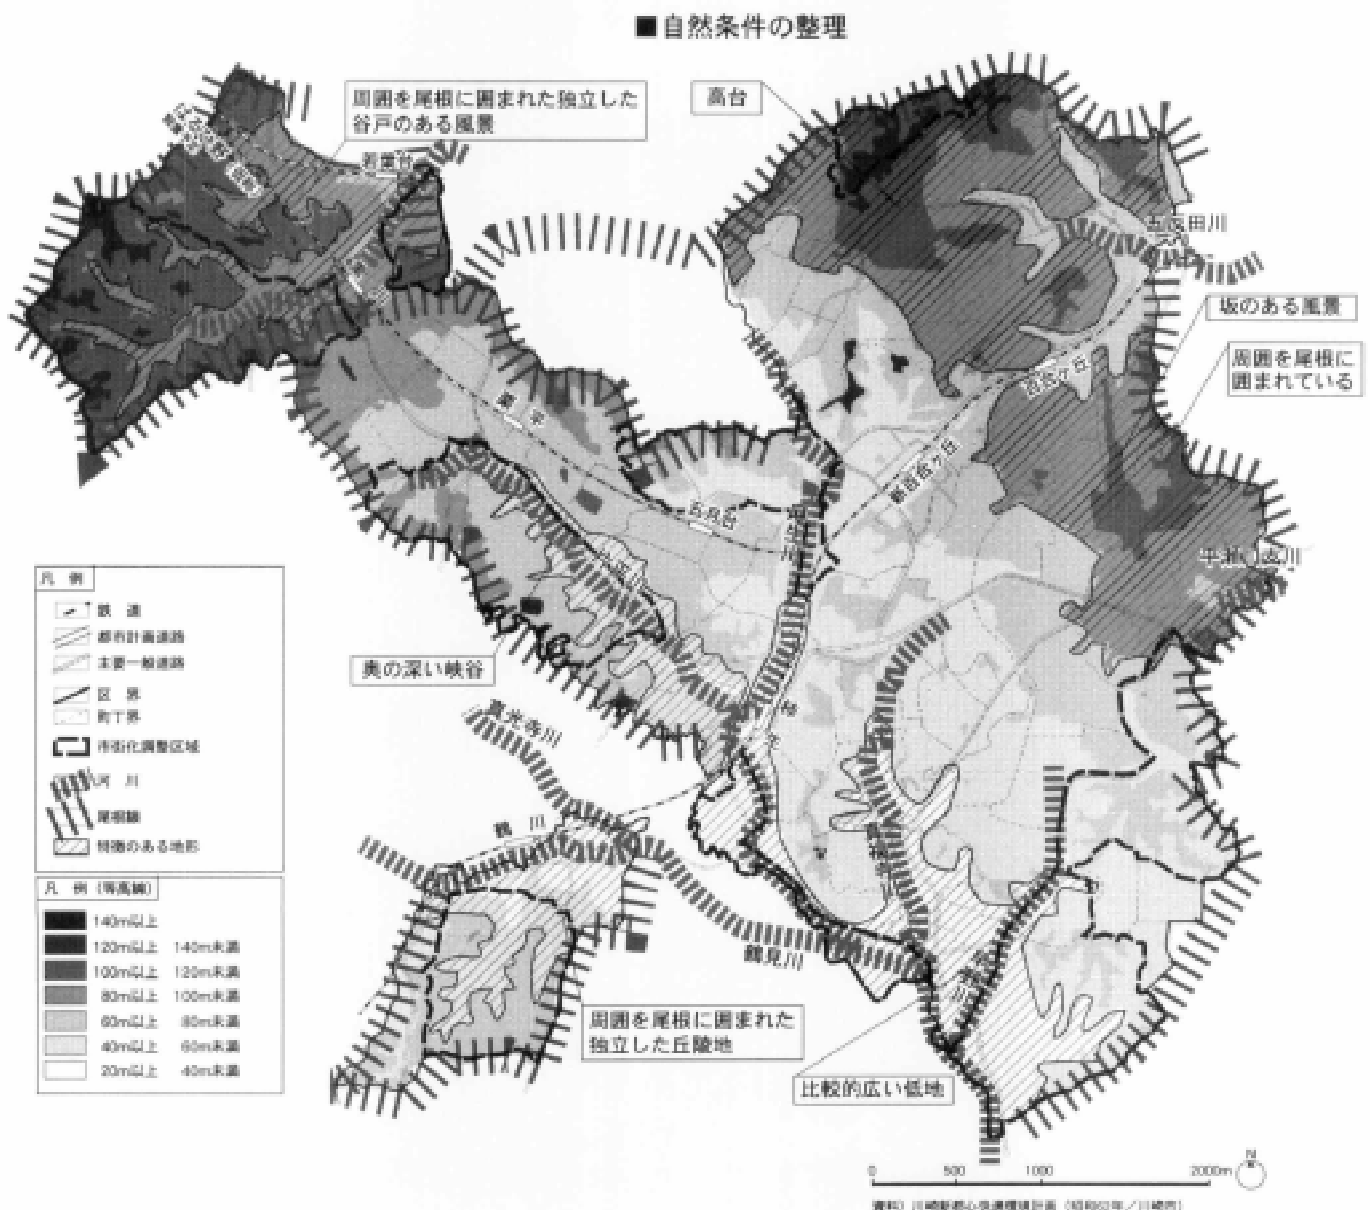 ■自然条件の整理
周囲を尾根に囲まれた独立した
谷戸のある風景
高台
若葉台
五反田川
坂のある風景
周囲を尾根に
囲まれている
百合ヶ丘
新百合ヶ丘
栗平
五月台
平瀬川支川
奥の深い峡谷
真光寺川
鶴川
鶴見川
周囲を尾根に囲まれた
独立した丘陵地
比較的広い低地
凡 例
鉄 道
都市計画道路
主要一般道路
区 界
町丁界
市街化調整区域
河 川
尾根線
特徴のある地形
凡 例 (等高線)
140m以上
120m以上 140m未満
100m以上 120m未満
80m以上 100m未満
60m以上 80m未満
40m以上 60m未満
20m以上 40m未満
0 500 1000 2000m
N